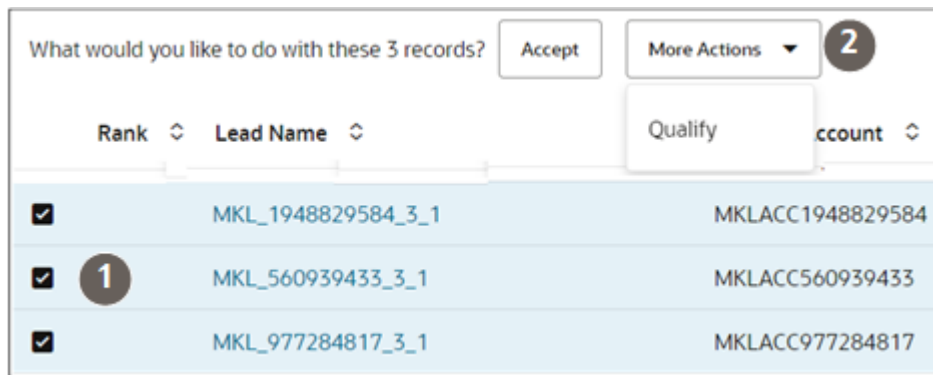 What would you like to do with these 3 records? Accept More Actions 2
Qualify
Rank Lead Name ccount
MKL_1948829584_3_1 MKLACC1948829584
1 MKL_560939433_3_1 MKLACC560939433
MKL_977284817_3_1 MKLACC977284817